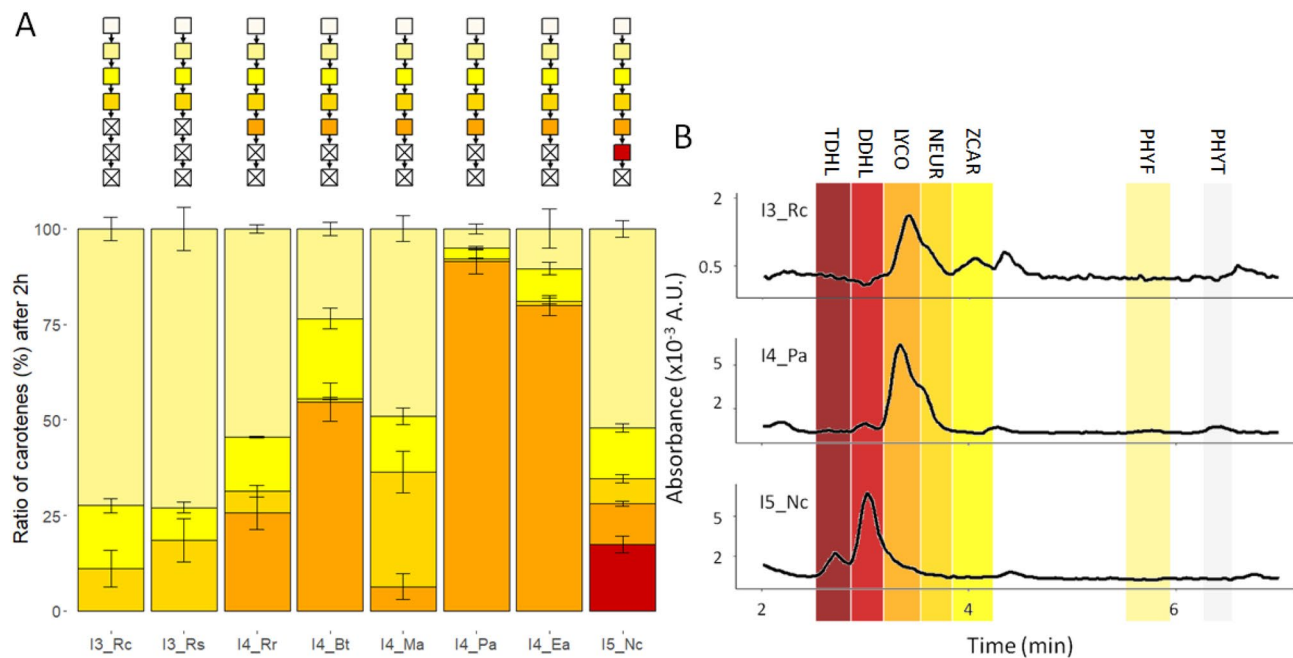 A
Ratio of carotenes (%) after 2h
100
75
50
25
0
I3_Rc I3_Rs I4_Rr I4_Bt I4_Ma I4_Pa I4_Ea I5_Nc
B
TDHL DDHL LYCO NEUR ZCAR PHYF PHYT
Absorbance (x10⁻³ A.U.)
I3_Rc
2
0.5
I4_Pa
5
2
I5_Nc
5
2
2 4 6
Time (min)